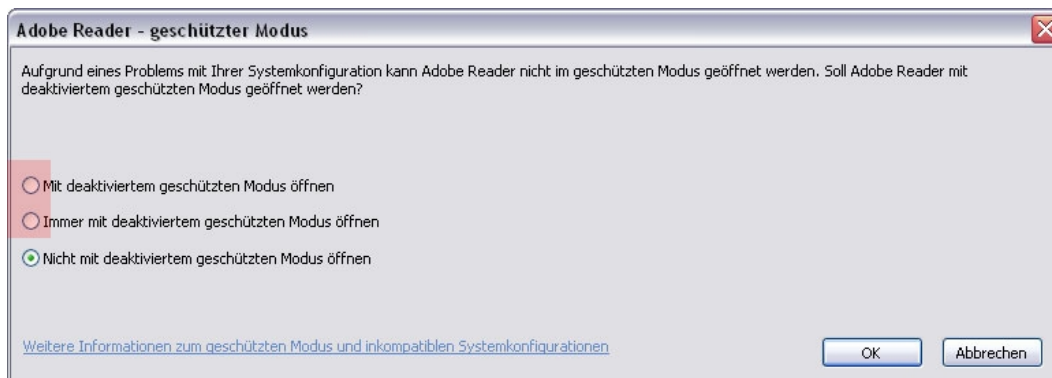 Adobe Reader - geschützter Modus
Aufgrund eines Problems mit Ihrer Systemkonfiguration kann Adobe Reader nicht im geschützten Modus geöffnet werden. Soll Adobe Reader mit
deaktiviertem geschützten Modus geöffnet werden?
Mit deaktiviertem geschützten Modus öffnen
Immer mit deaktiviertem geschützten Modus öffnen
Nicht mit deaktiviertem geschützten Modus öffnen
Weitere Informationen zum geschützten Modus und inkompatiblen Systemkonfigurationen
OK
Abbrechen